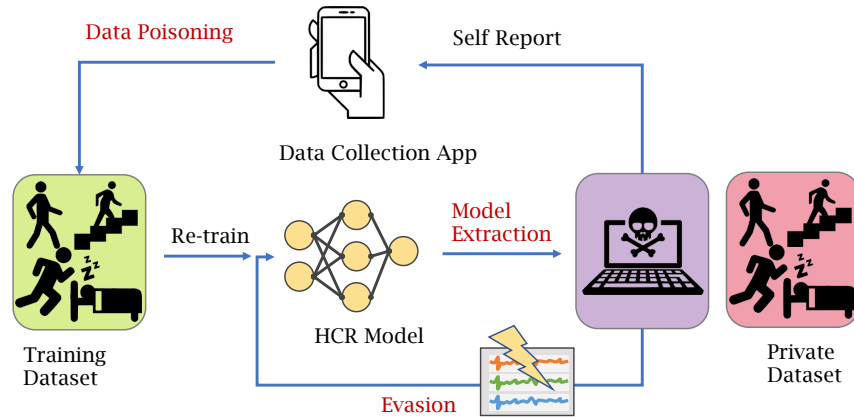 Data Poisoning
Self Report
Data Collection App
Re-train
Model
Extraction
HCR Model
Training
Dataset
Evasion
Private
Dataset
z
z
z